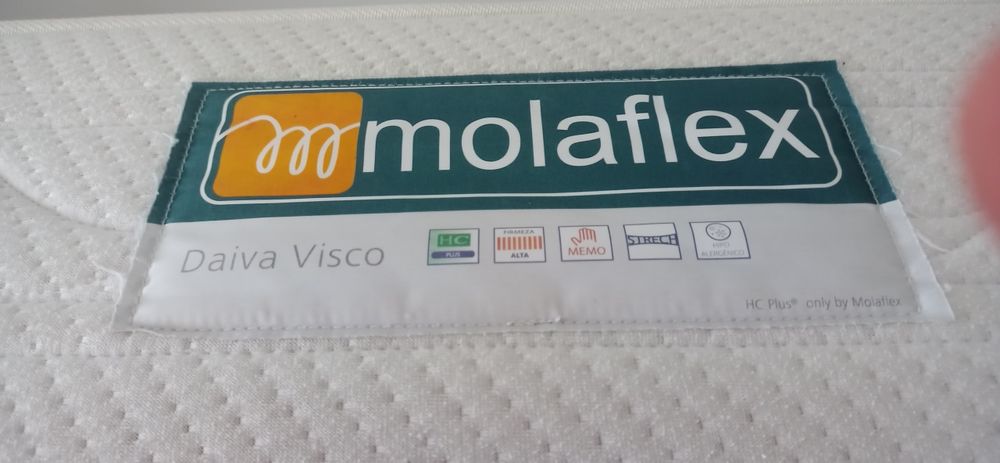 molaflex
Daiva Visco
HC PLUS
FIRMEZA ALTA
MEMO
STRECH
HIPO ALERGÉNICO
HC Plus® only by Molaflex